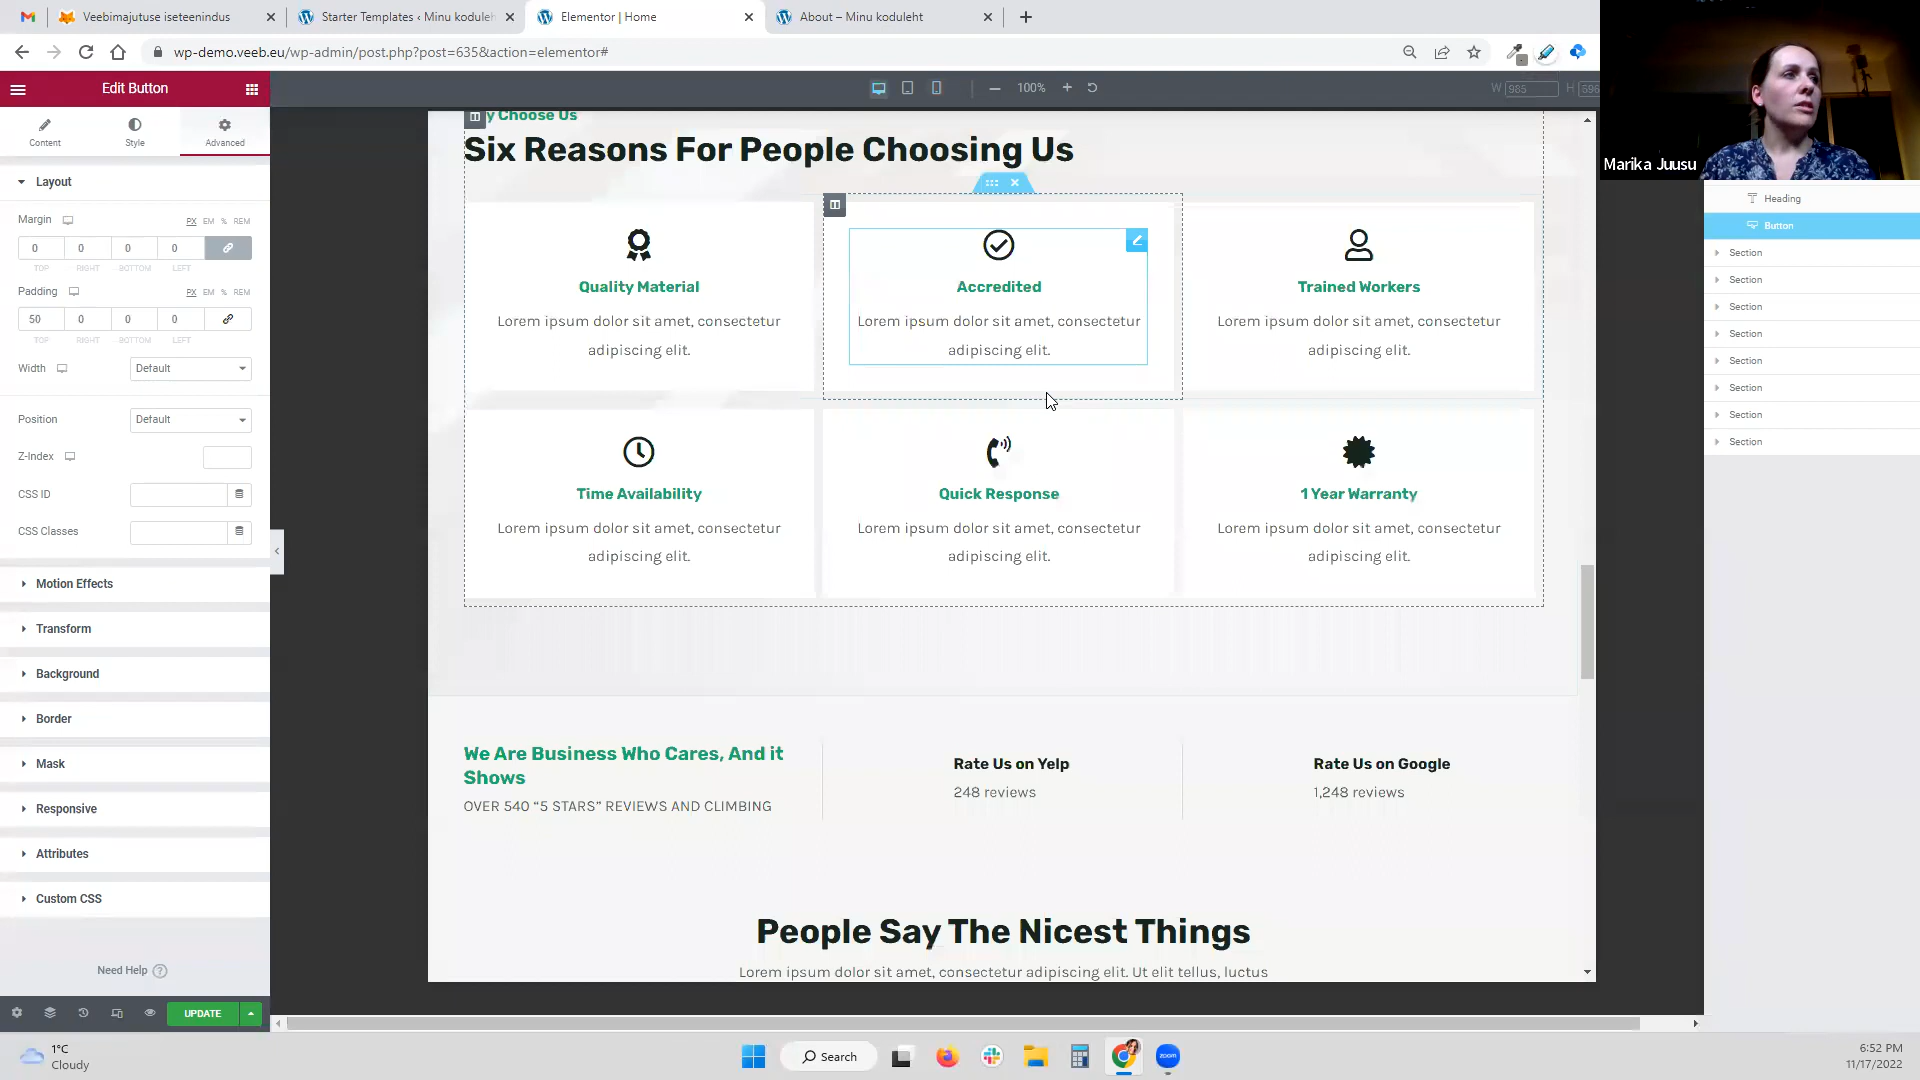 Veebimajutuse iseteenindus
Starter Templates ‹ Minu koduleh
Elementor | Home
About – Minu koduleht
wp-demo.veeb.eu/wp-admin/post.php?post=635&action=elementor#
Edit Button
100%
W 985 H 596
Content
Style
Advanced
Marika Juusu
Layout
Margin
PX EM % REM
0 0 0 0
TOP RIGHT BOTTOM LEFT
Padding
PX EM % REM
50 0 0 0
TOP RIGHT BOTTOM LEFT
Width
Default
Position
Default
Z-Index
CSS ID
CSS Classes
Motion Effects
Transform
Background
Border
Mask
Responsive
Attributes
Custom CSS
Need Help ?
UPDATE
y Choose Us
Six Reasons For People Choosing Us
Quality Material
Lorem ipsum dolor sit amet, consectetur
adipiscing elit.
Accredited
Lorem ipsum dolor sit amet, consectetur
adipiscing elit.
Trained Workers
Lorem ipsum dolor sit amet, consectetur
adipiscing elit.
Time Availability
Lorem ipsum dolor sit amet, consectetur
adipiscing elit.
Quick Response
Lorem ipsum dolor sit amet, consectetur
adipiscing elit.
1 Year Warranty
Lorem ipsum dolor sit amet, consectetur
adipiscing elit.
We Are Business Who Cares, And it
Shows
OVER 540 “5 STARS” REVIEWS AND CLIMBING
Rate Us on Yelp
248 reviews
Rate Us on Google
1,248 reviews
People Say The Nicest Things
Lorem ipsum dolor sit amet, consectetur adipiscing elit. Ut elit tellus, luctus
Heading
Button
Section
Section
Section
Section
Section
Section
Section
Section
1°C
Cloudy
Search
zoom
6:52 PM
11/17/2022